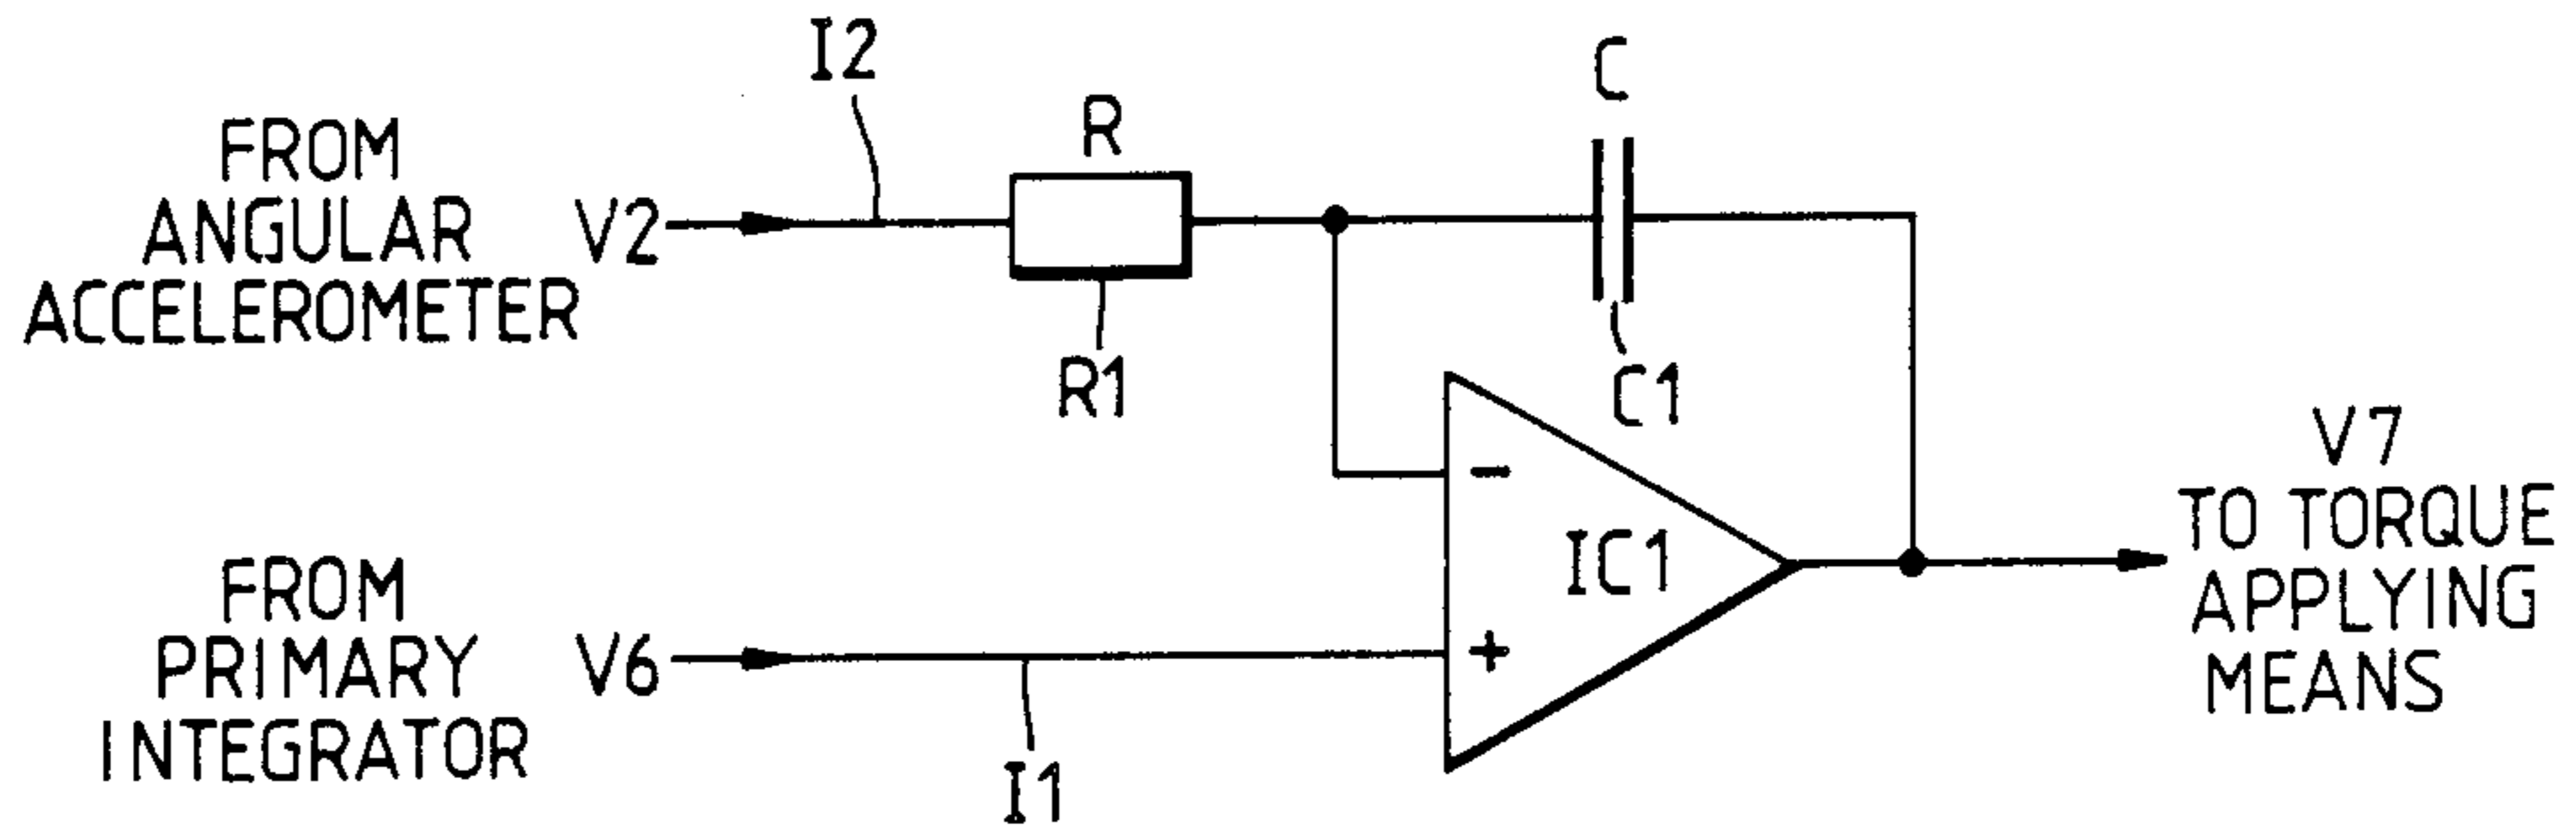 I2
C
R
FROM
ANGULAR
ACCELEROMETER
V2
R1
C1
-
IC1
V7
TO TORQUE
APPLYING
MEANS
FROM
PRIMARY
INTEGRATOR
V6
+
I1